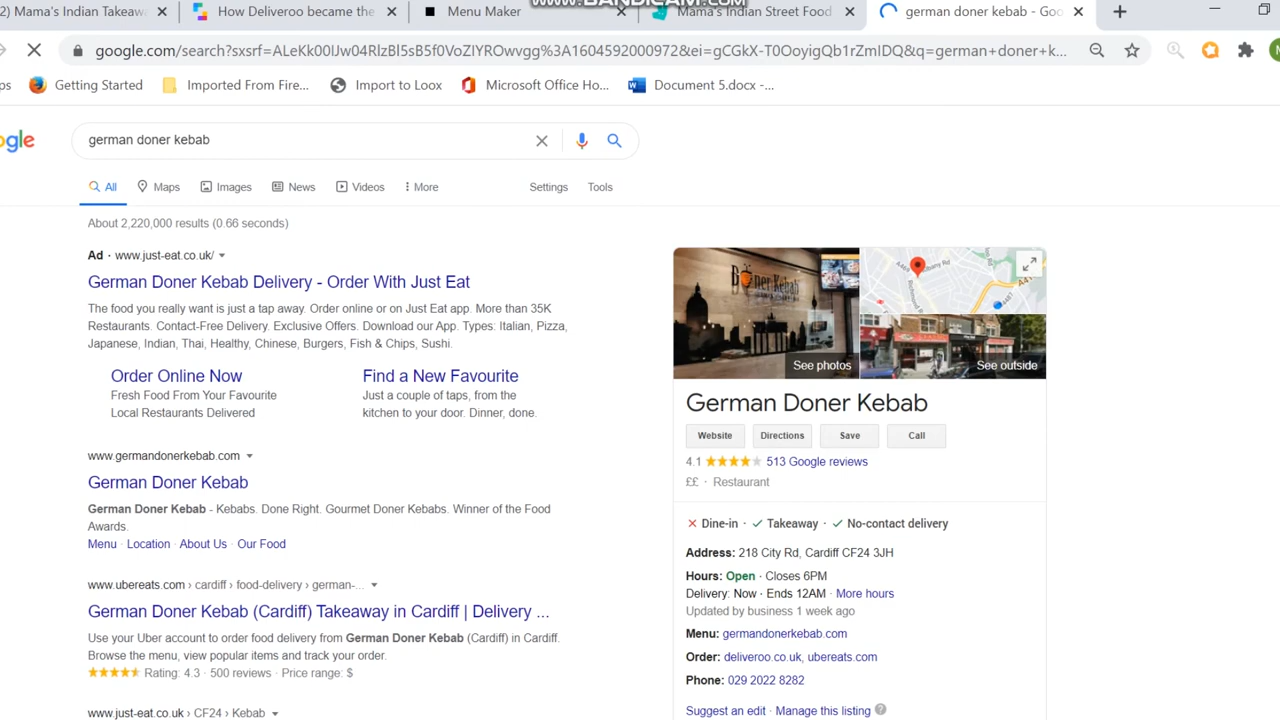 2) Mama's Indian Takeaw
How Deliveroo became the
Menu Maker
Mama's Indian Street Food
german doner kebab - Goo
www.BANDICAM.com
google.com/search?sxsrf=ALeKk00IJw04RlzBl5sB5f0VoZIYROwvgg%3A1604592000972&ei=gCGkX-T0OoyigQb1rZmIDQ&q=german+doner+k...
ps
Getting Started
Imported From Fire...
Import to Loox
Microsoft Office Ho...
Document 5.docx -...
ogle
german doner kebab
All
Maps
Images
News
Videos
More
Settings
Tools
About 2,220,000 results (0.66 seconds)
Ad · www.just-eat.co.uk/
German Doner Kebab Delivery - Order With Just Eat
The food you really want is just a tap away. Order online or on Just Eat app. More than 35K
Restaurants. Contact-Free Delivery. Exclusive Offers. Download our App. Types: Italian, Pizza,
Japanese, Indian, Thai, Healthy, Chinese, Burgers, Fish & Chips, Sushi.
Order Online Now
Fresh Food From Your Favourite
Local Restaurants Delivered
Find a New Favourite
Just a couple of taps, from the
kitchen to your door. Dinner, done.
www.germandonerkebab.com
German Doner Kebab
German Doner Kebab - Kebabs. Done Right. Gourmet Doner Kebabs. Winner of the Food
Awards.
Menu · Location · About Us · Our Food
www.ubereats.com › cardiff › food-delivery › german-...
German Doner Kebab (Cardiff) Takeaway in Cardiff | Delivery ...
Use your Uber account to order food delivery from German Doner Kebab (Cardiff) in Cardiff.
Browse the menu, view popular items and track your order.
Rating: 4.3 · 500 reviews · Price range: $
www.just-eat.co.uk › CF24 › Kebab
Doner Kebab
See photos
See outside
German Doner Kebab
Website
Directions
Save
Call
4.1
513 Google reviews
££ · Restaurant
Dine-in · Takeaway · No-contact delivery
Address: 218 City Rd, Cardiff CF24 3JH
Hours: Open · Closes 6PM
Delivery: Now · Ends 12AM · More hours
Updated by business 1 week ago
Menu: germandonerkebab.com
Order: deliveroo.co.uk, ubereats.com
Phone: 029 2022 8282
Suggest an edit · Manage this listing